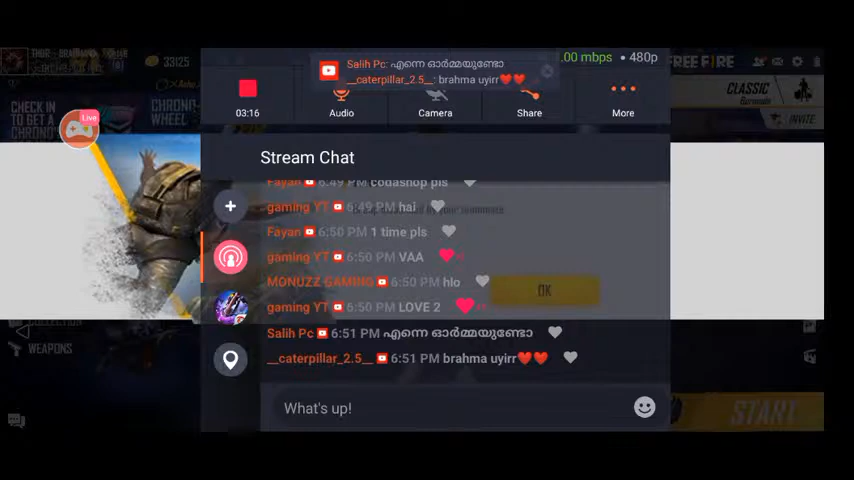 Salih Pc: എന്നെ ഓർമ്മയുണ്ടോ
__caterpillar_2.5__: brahma uyirr❤️❤️
.00 mbps • 480p
33125
FREE FIRE
CHECK IN
TO GET A
CHRONO
CHRONO-
WHEEL
Live
03:16
Audio
Camera
Share
More
CLASSIC
Bermuda
INVITE
Stream Chat
Fayan 6:49 PM codashop pls
gaming YT 6:49 PM hai
Fayan 6:50 PM 1 time pls
gaming YT 6:50 PM VAA
MONUZZ GAMING 6:50 PM hlo
OK
gaming YT 6:50 PM LOVE 2
Salih Pc 6:51 PM എന്നെ ഓർമ്മയുണ്ടോ
__caterpillar_2.5__ 6:51 PM brahma uyirr❤️❤️
COLLECTION
WEAPONS
What's up!
START